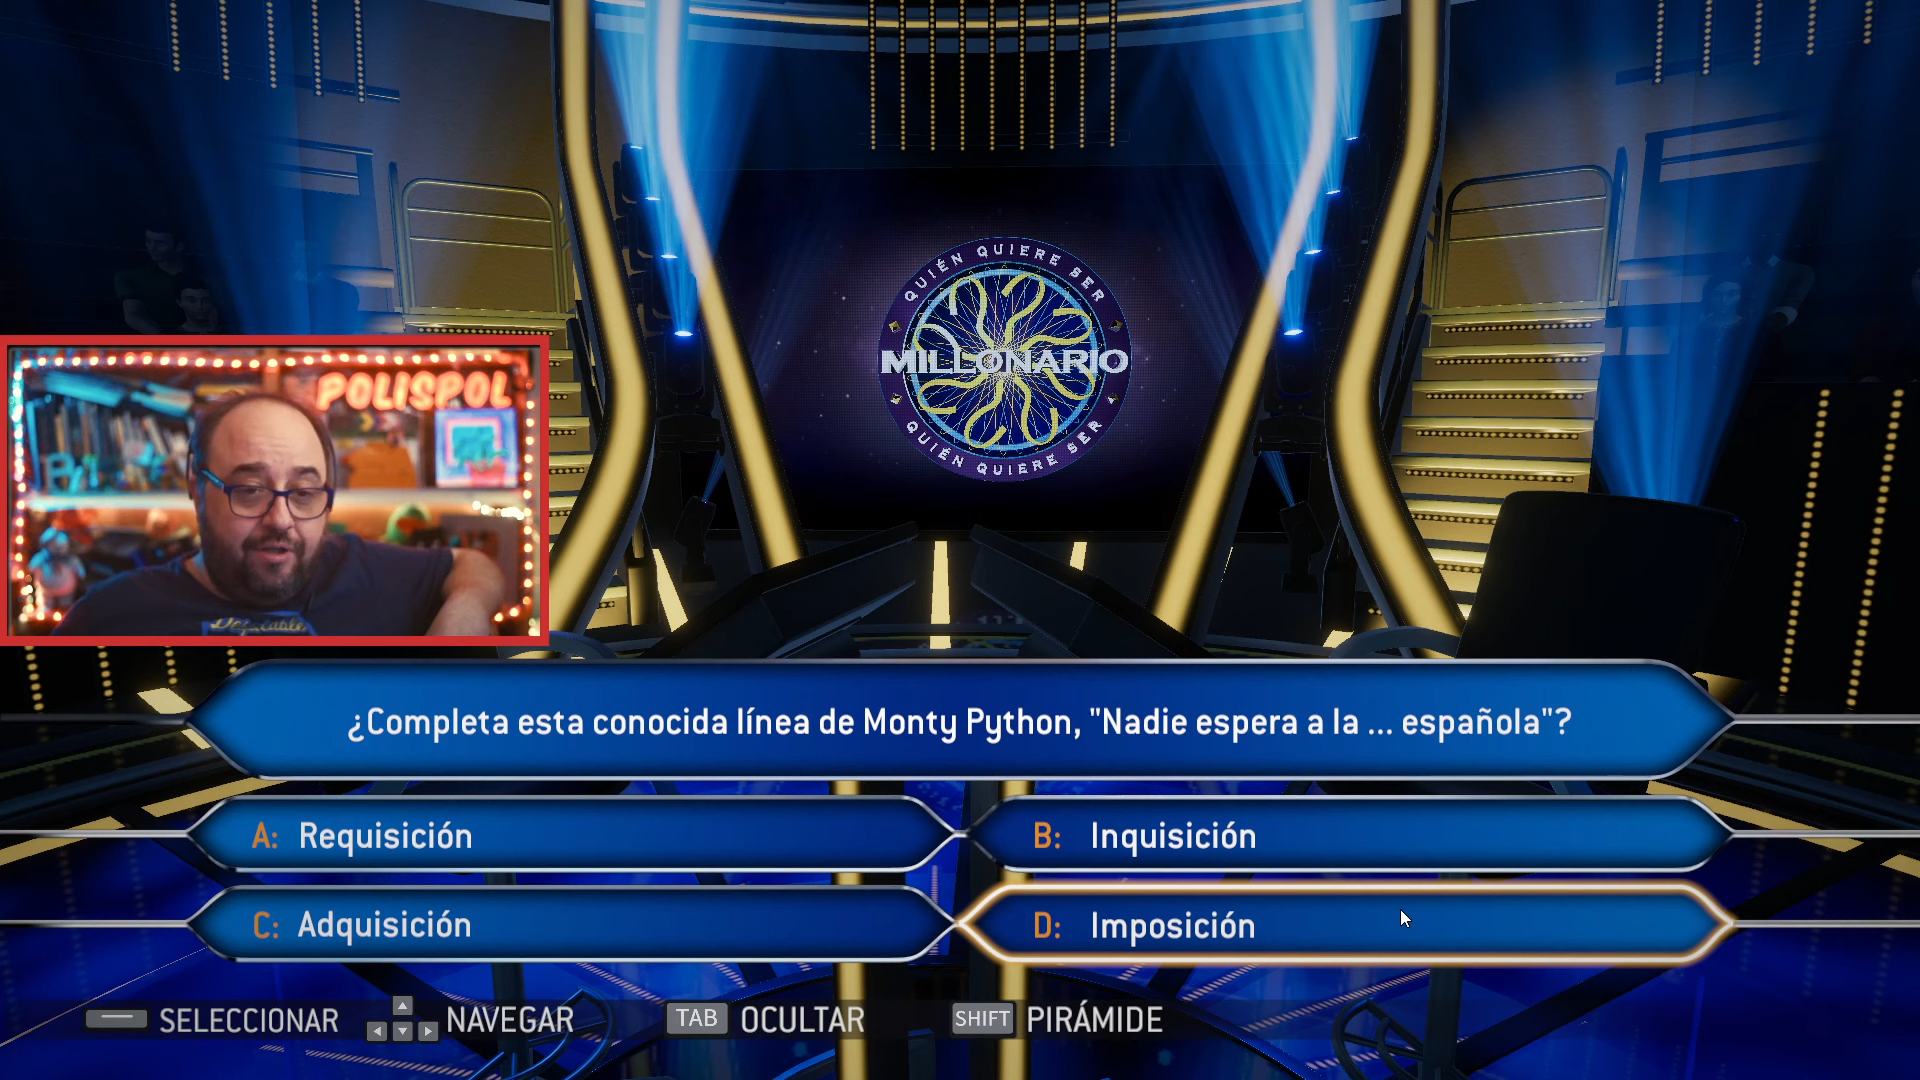 QUIÉN QUIERE SER
MILLONARIO
QUIÉN QUIERE SER
POLISPOL
¿Completa esta conocida línea de Monty Python, "Nadie espera a la ... española"?
A: Requisición
B: Inquisición
C: Adquisición
D: Imposición
SELECCIONAR
NAVEGAR
TAB OCULTAR
SHIFT PIRÁMIDE